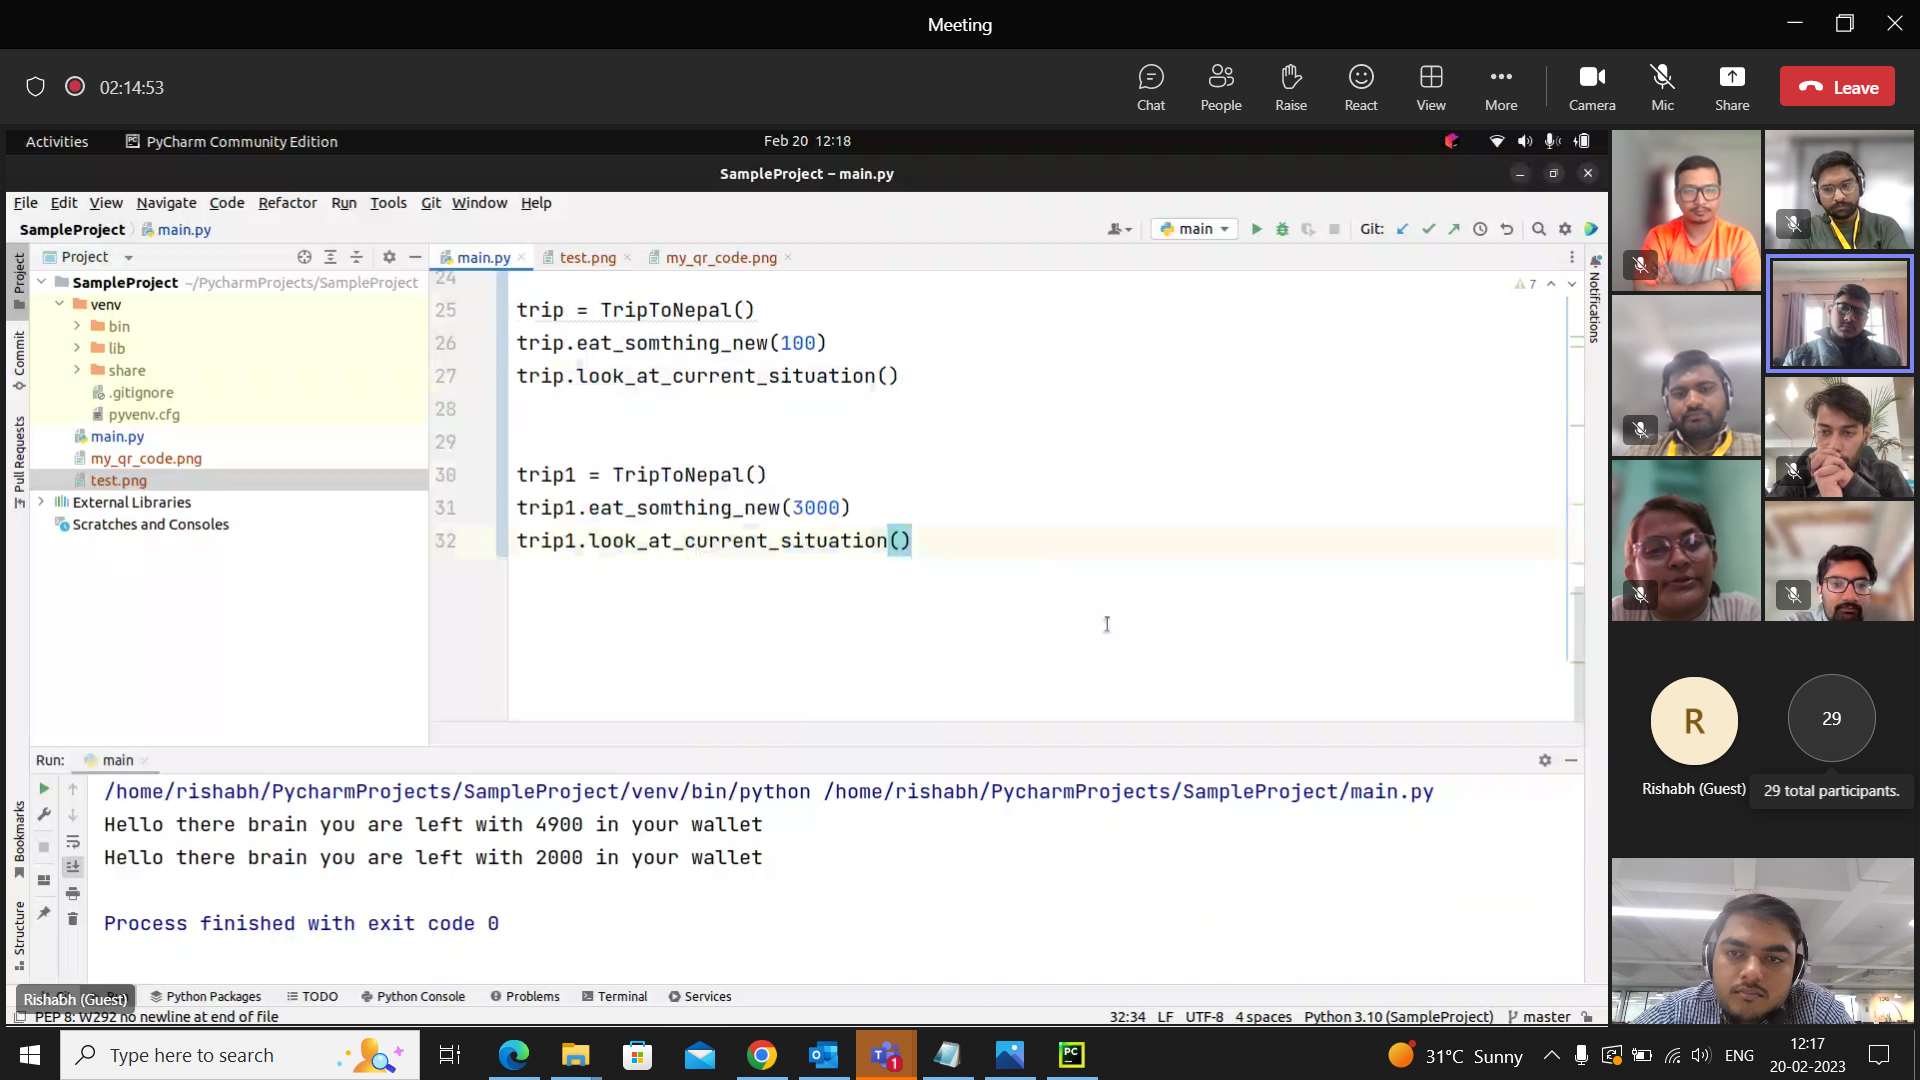 Meeting
02:14:53
Chat People Raise React View More Camera Mic Share Leave
Activities PyCharm Community Edition Feb 20 12:18
SampleProject – main.py
File Edit View Navigate Code Refactor Run Tools Git Window Help
SampleProject main.py main Git:
Project main.py test.png my_qr_code.png
Project
Commit
Pull Requests
Bookmarks
Structure
Notifications
SampleProject ~/PycharmProjects/SampleProject
venv
bin
lib
share
.gitignore
pyvenv.cfg
main.py
my_qr_code.png
test.png
External Libraries
Scratches and Consoles
7
24
25 trip = TripToNepal()
26 trip.eat_somthing_new(100)
27 trip.look_at_current_situation()
28
29
30 trip1 = TripToNepal()
31 trip1.eat_somthing_new(3000)
32 trip1.look_at_current_situation()
Run: main
/home/rishabh/PycharmProjects/SampleProject/venv/bin/python /home/rishabh/PycharmProjects/SampleProject/main.py
Hello there brain you are left with 4900 in your wallet
Hello there brain you are left with 2000 in your wallet
Process finished with exit code 0
R
29
Rishabh (Guest)
29 total participants.
Rishabh (Guest)
Python Packages TODO Python Console Problems Terminal Services
PEP 8: W292 no newline at end of file
32:34 LF UTF-8 4 spaces Python 3.10 (SampleProject) master
Type here to search
1
PC
31°C Sunny
ENG
12:17
20-02-2023